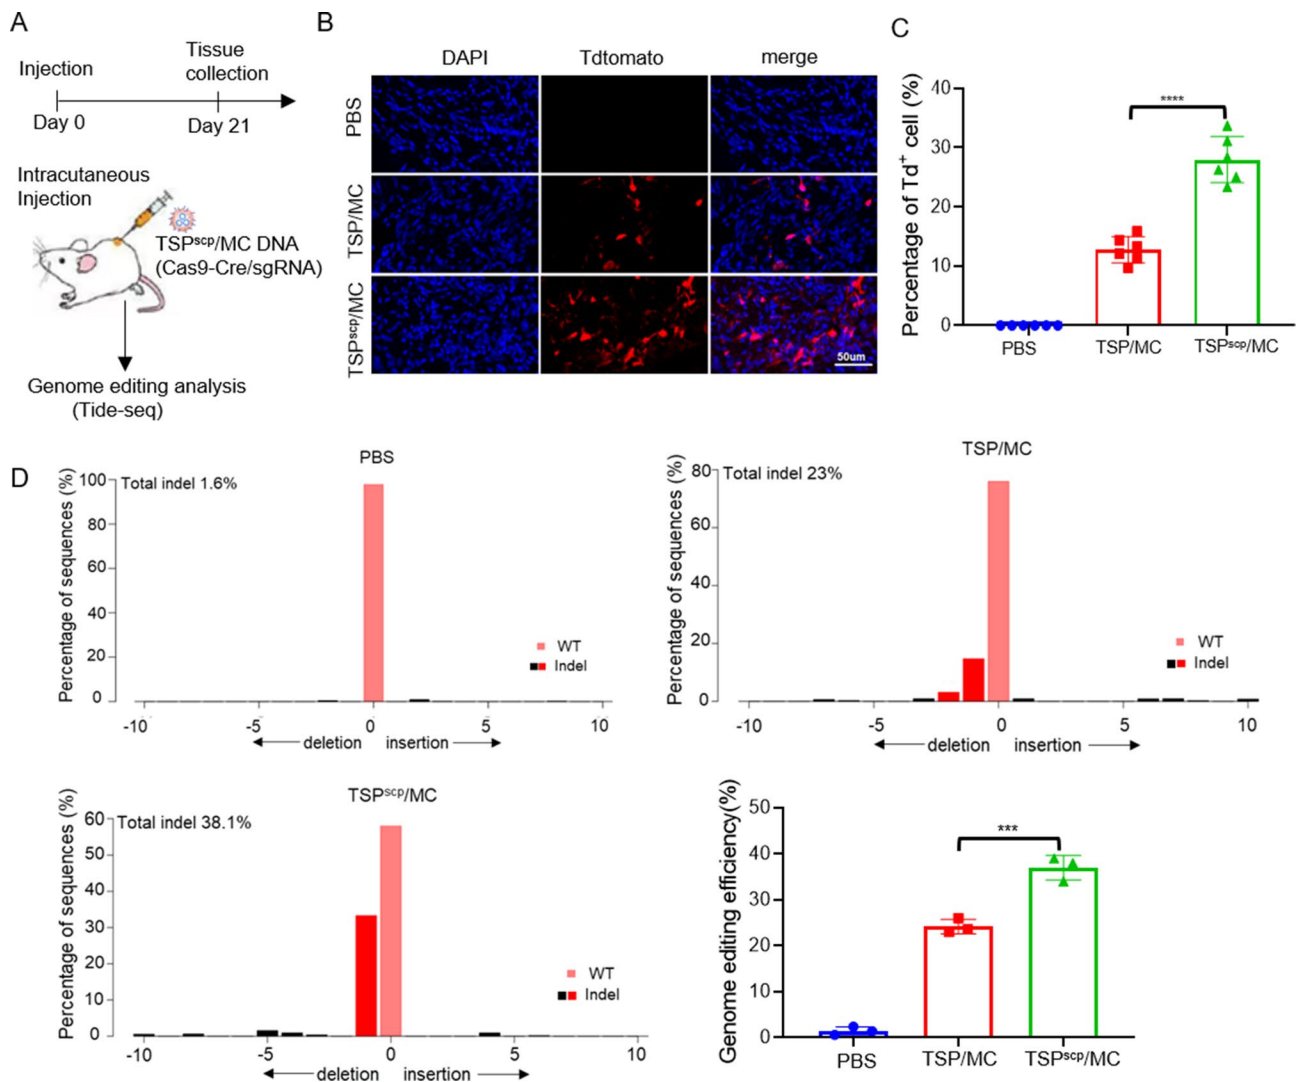 A
Injection
Tissue
collection
Day 0
Day 21
Intracutaneous
Injection
TSPscp/MC DNA
(Cas9-Cre/sgRNA)
Genome editing analysis
(Tide-seq)
B
DAPI
Tdtomato
merge
PBS
TSP/MC
TSPscp/MC
50um
C
Percentage of Td+ cell (%)
40
30
20
10
0
****
PBS
TSP/MC
TSPscp/MC
D
PBS
Total indel 1.6%
Percentage of sequences (%)
100
80
60
40
20
0
WT
Indel
-10
-5
0
5
10
deletion
insertion
TSP/MC
Total indel 23%
Percentage of sequences (%)
80
60
40
20
0
WT
Indel
-10
-5
0
5
10
deletion
insertion
TSPscp/MC
Total indel 38.1%
Percentage of sequences (%)
60
50
40
30
20
10
0
WT
Indel
-10
-5
0
5
10
deletion
insertion
Genome editing efficiency(%)
50
40
30
20
10
0
***
PBS
TSP/MC
TSPscp/MC